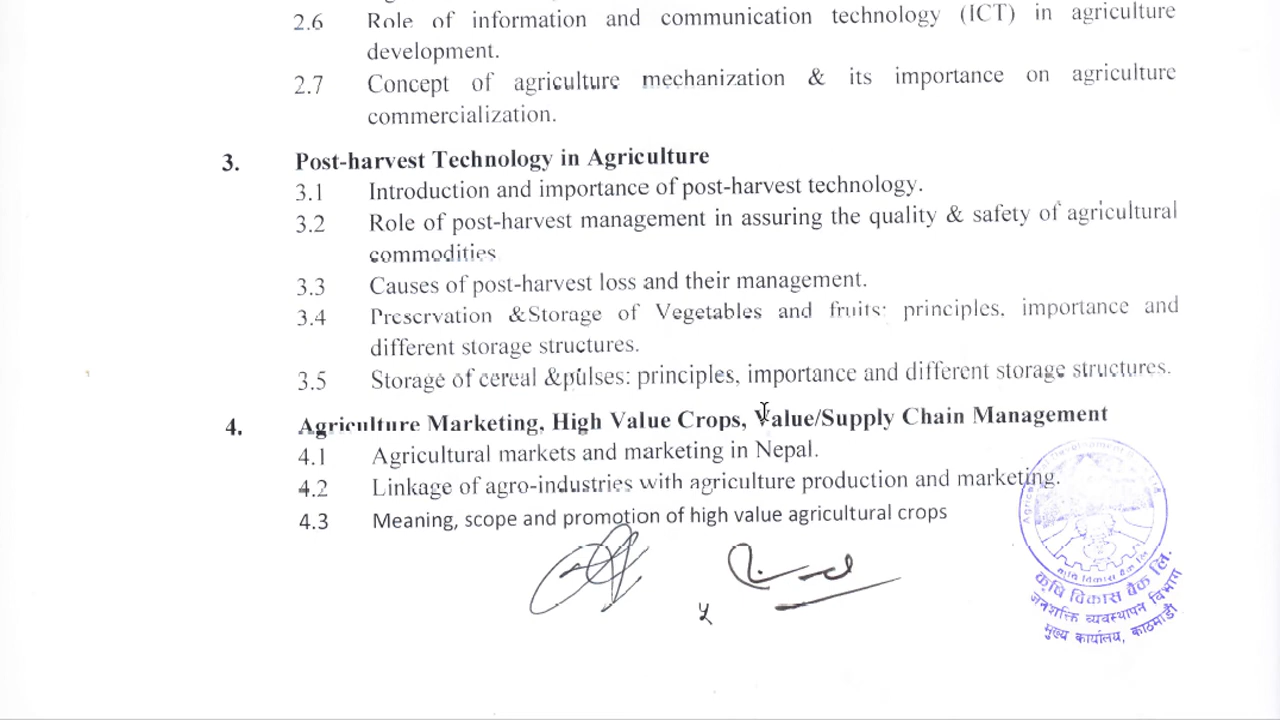 2.6 Role of information and communication technology (ICT) in agriculture
development.
2.7 Concept of agriculture mechanization & its importance on agriculture
commercialization.
3. Post-harvest Technology in Agriculture
3.1 Introduction and importance of post-harvest technology.
3.2 Role of post-harvest management in assuring the quality & safety of agricultural
commodities
3.3 Causes of post-harvest loss and their management.
3.4 Preservation &Storage of Vegetables and fruits: principles, importance and
different storage structures.
3.5 Storage of cereal &pulses: principles, importance and different storage structures.
4. Agriculture Marketing, High Value Crops, Value/Supply Chain Management
4.1 Agricultural markets and marketing in Nepal.
4.2 Linkage of agro-industries with agriculture production and marketing.
4.3 Meaning, scope and promotion of high value agricultural crops
५
कृषि विकास बैंक लि.
कृषि विकास बैंक लि.
जनशक्ति व्यवस्थापन विभाग
मुख्य कार्यालय, काठमाडौं